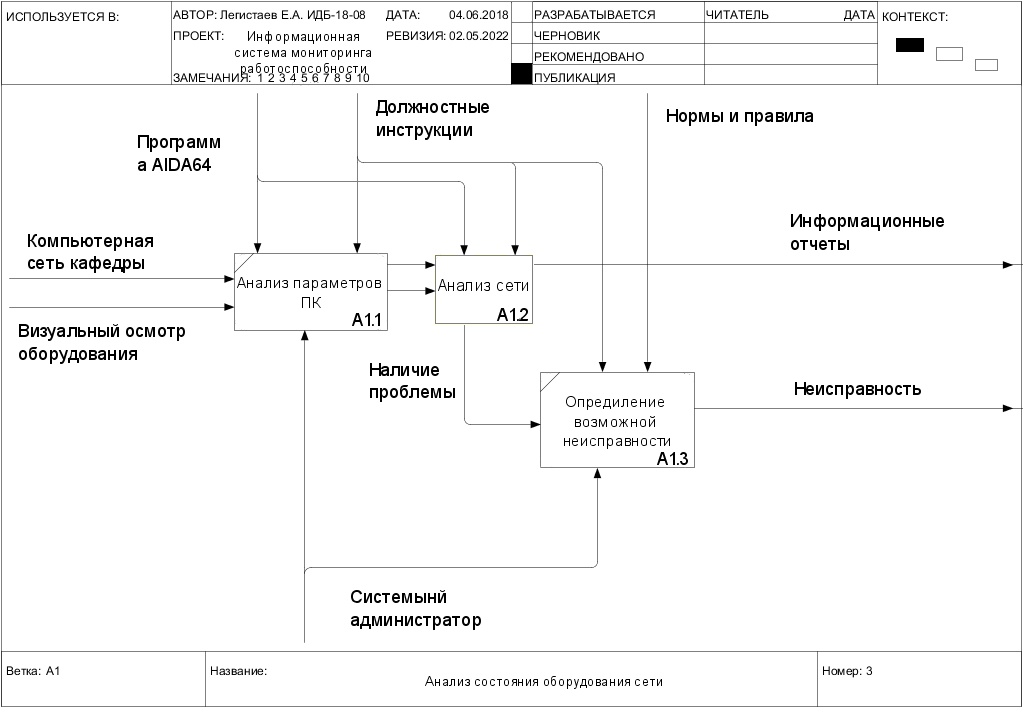 ИСПОЛЬЗУЕТСЯ В:
АВТОР: Легистаев Е.А. ИДБ-18-08
ДАТА: 04.06.2018
ПРОЕКТ: Информационная
система мониторинга
работоспособности
РЕВИЗИЯ: 02.05.2022
ЗАМЕЧАНИЯ: 1 2 3 4 5 6 7 8 9 10
РАЗРАБАТЫВАЕТСЯ
ЧЕРНОВИК
РЕКОМЕНДОВАНО
ПУБЛИКАЦИЯ
ЧИТАТЕЛЬ ДАТА
КОНТЕКСТ:
Должностные
инструкции
Нормы и правила
Программ
а AIDA64
Информационные
отчеты
Компьютерная
сеть кафедры
Анализ параметров
ПК
A1.1
Анализ сети
A1.2
Визуальный осмотр
оборудования
Наличие
проблемы
Неисправность
Опридиление
возможной
неисправности
A1.3
Системынй
администратор
Ветка: A1
Название:
Анализ состояния оборудования сети
Номер: 3